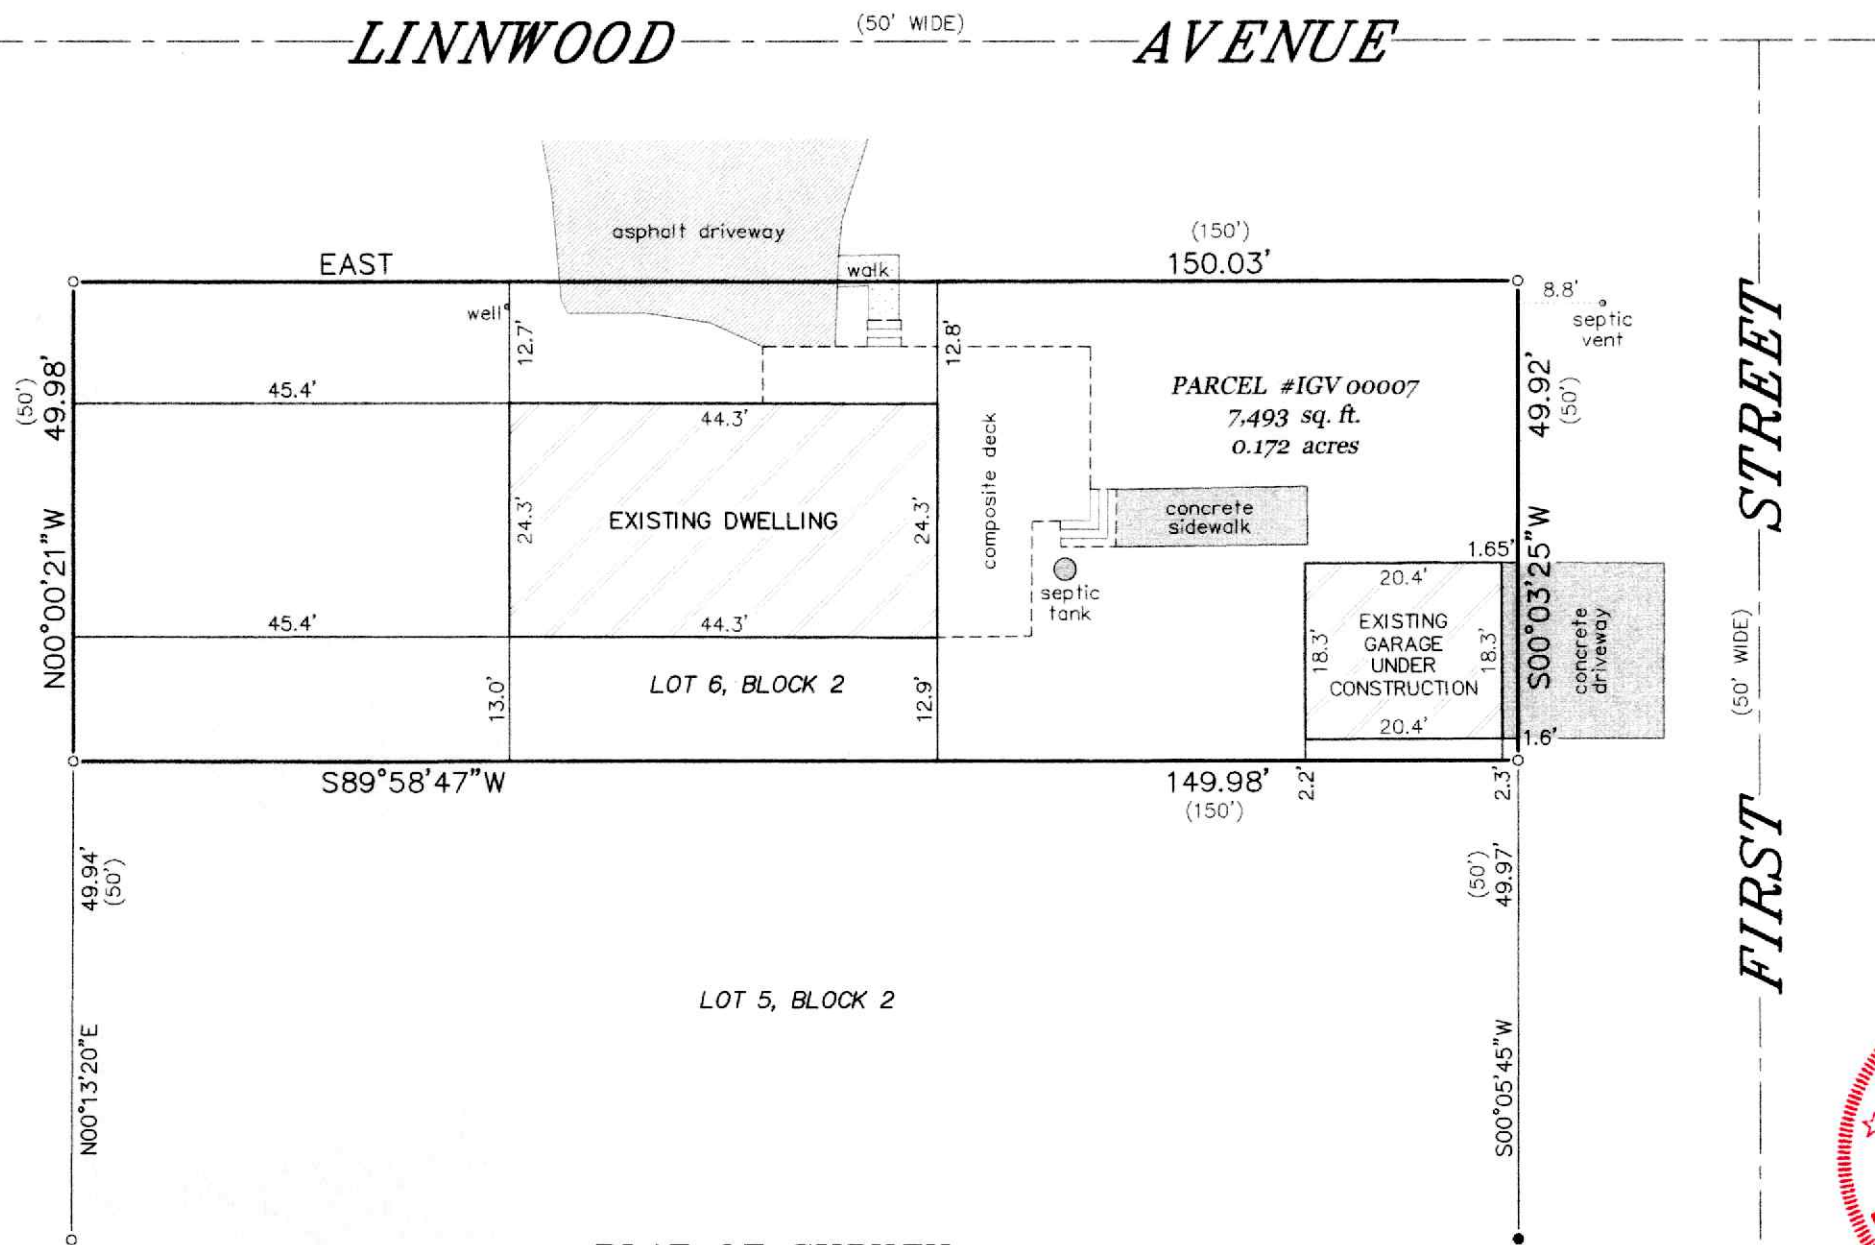 LINNWOOD (50' WIDE) AVENUE
asphalt driveway
(150')
EAST
walk
150.03'
well
12.7'
12.8'
8.8'
septic
vent
(50')
49.98'
N00°00'21"W
45.4'
44.3'
PARCEL #IGV 00007
7,493 sq. ft.
0.172 acres
49.92'
(50')
S00°03'25"W
24.3'
EXISTING DWELLING
24.3'
composite deck
concrete
sidewalk
septic
tank
1.65'
20.4'
18.3'
EXISTING
GARAGE
UNDER
CONSTRUCTION
18.3'
20.4'
1.6'
concrete
driveway
45.4'
44.3'
13.0'
LOT 6, BLOCK 2
12.9'
S89°58'47"W
149.98'
(150')
2.2'
2.3'
FIRST (50' WIDE) STREET
49.94'
(50')
N00°13'20"E
LOT 5, BLOCK 2
(50')
49.97'
S00°05'45"W